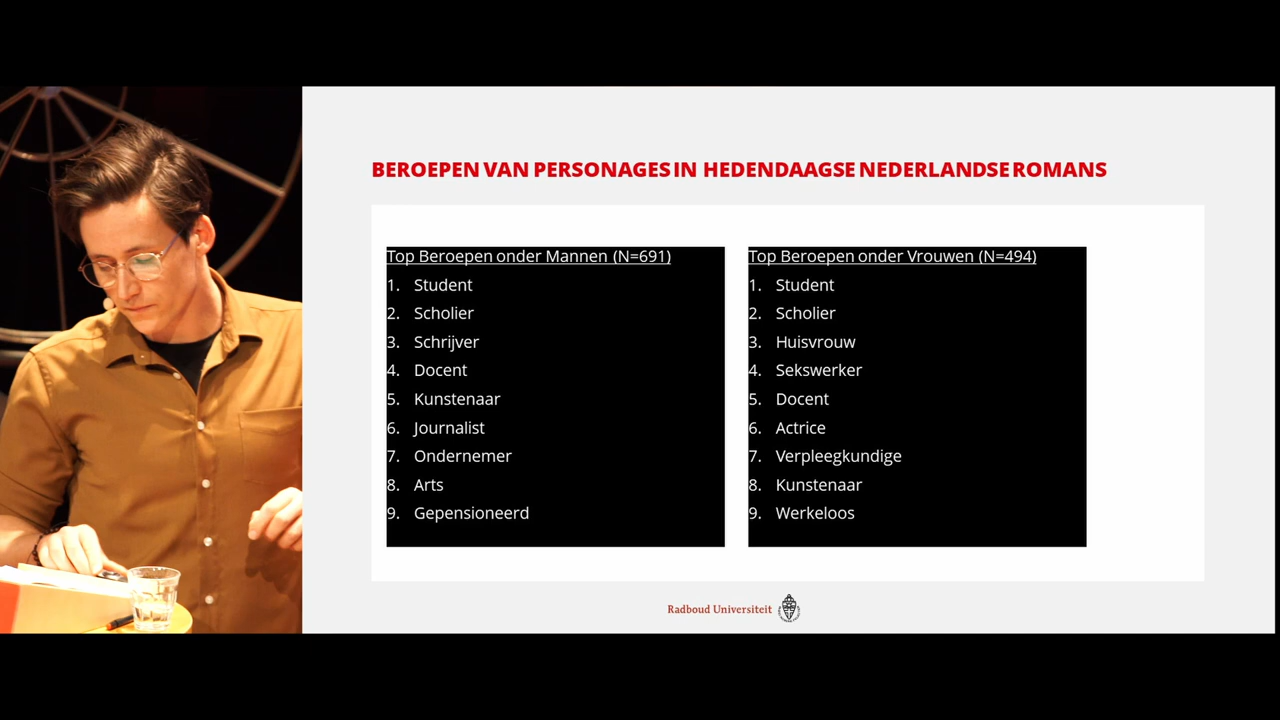 BEROEPEN VAN PERSONAGES IN HEDENDAAGSE NEDERLANDSE ROMANS
Top Beroepen onder Mannen (N=691)
1. Student
2. Scholier
3. Schrijver
4. Docent
5. Kunstenaar
6. Journalist
7. Ondernemer
8. Arts
9. Gepensioneerd
Top Beroepen onder Vrouwen (N=494)
1. Student
2. Scholier
3. Huisvrouw
4. Sekswerker
5. Docent
6. Actrice
7. Verpleegkundige
8. Kunstenaar
9. Werkeloos
Radboud Universiteit